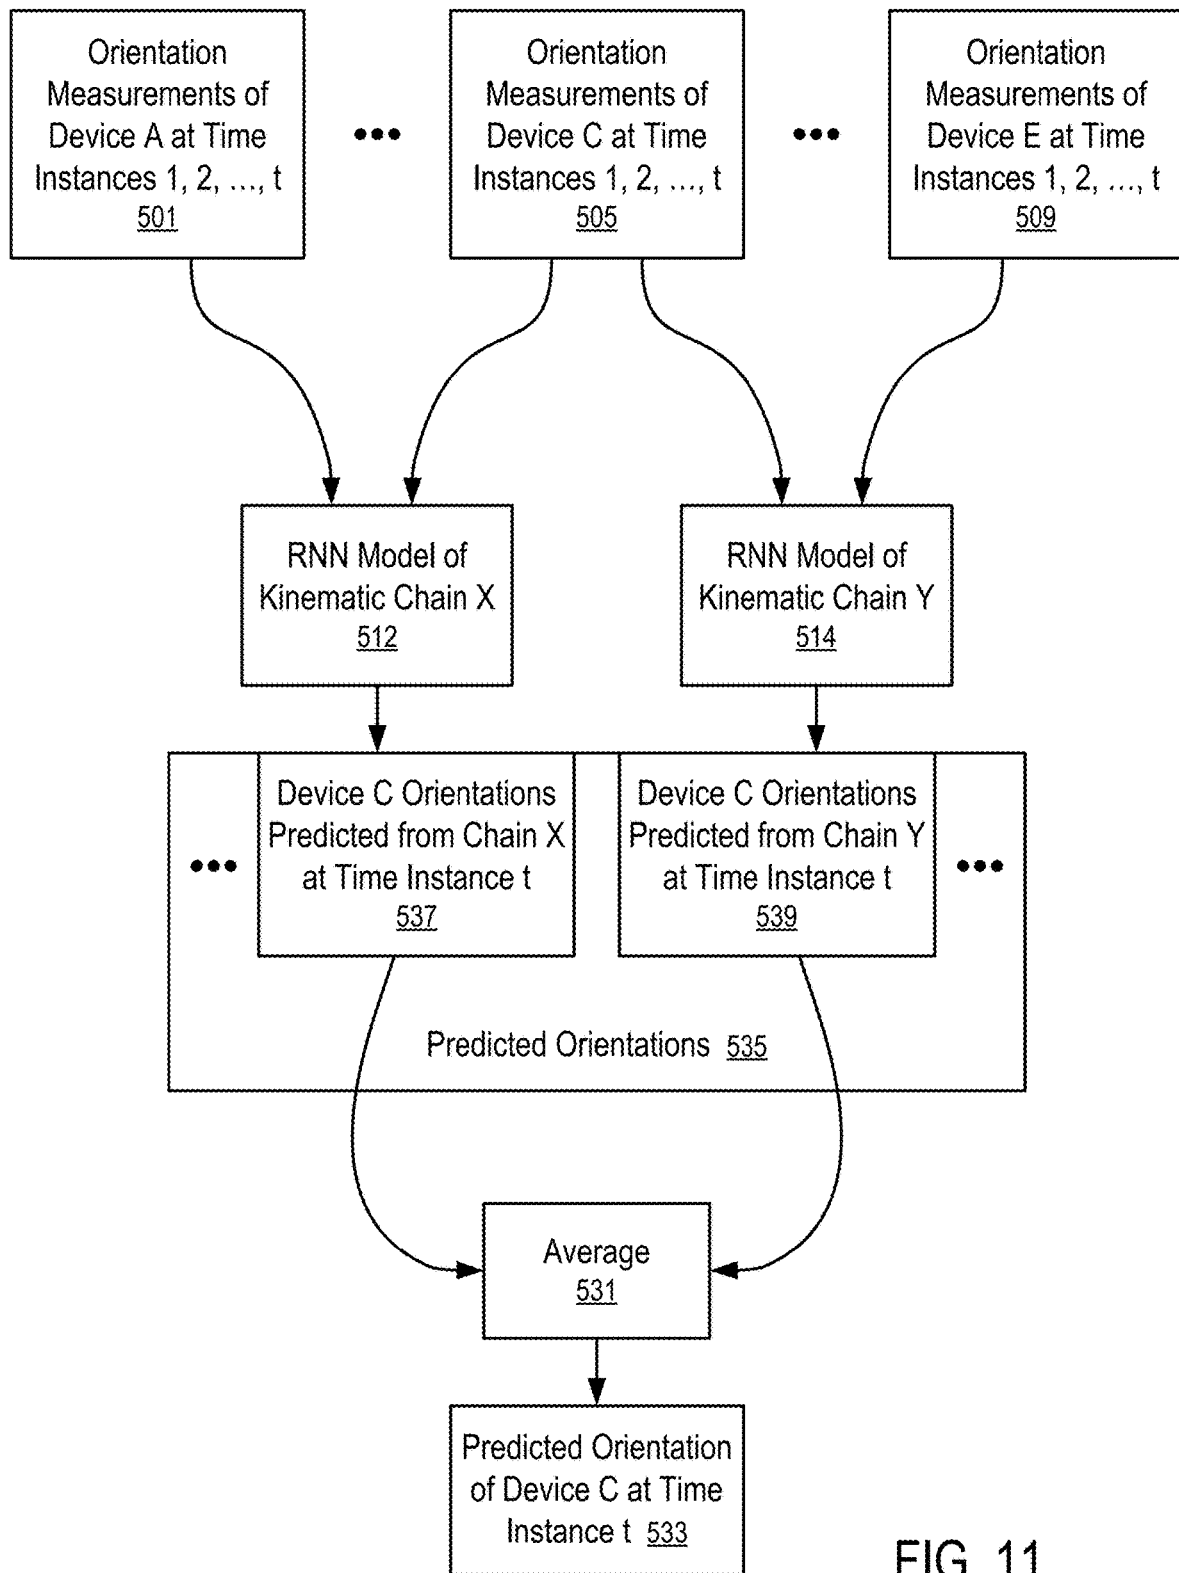 Orientation
Measurements of
Device A at Time
Instances 1, 2, ..., t
501
•••
Orientation
Measurements of
Device C at Time
Instances 1, 2, ..., t
505
•••
Orientation
Measurements of
Device E at Time
Instances 1, 2, ..., t
509
RNN Model of
Kinematic Chain X
512
RNN Model of
Kinematic Chain Y
514
•••
Device C Orientations
Predicted from Chain X
at Time Instance t
537
Device C Orientations
Predicted from Chain Y
at Time Instance t
539
•••
Predicted Orientations 535
Average
531
Predicted Orientation
of Device C at Time
Instance t 533
FIG. 11